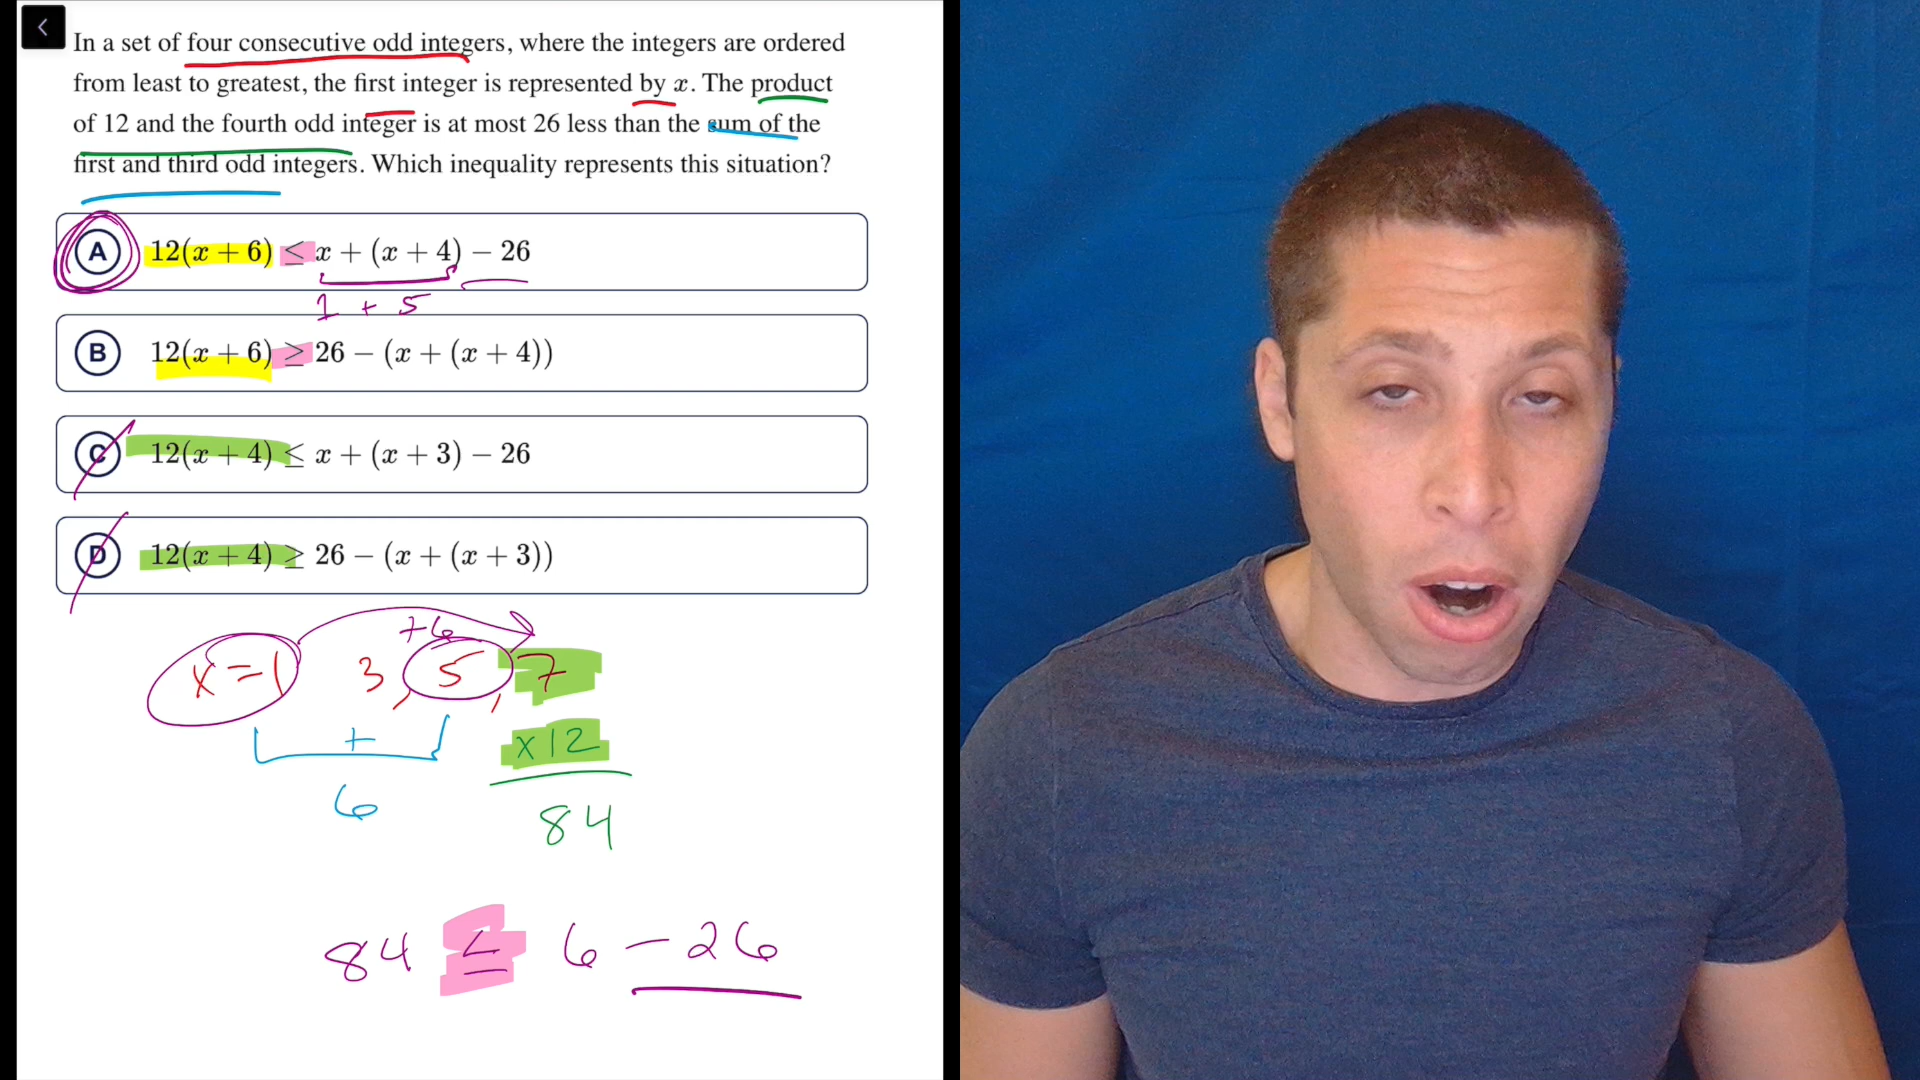 In a set of four consecutive odd integers, where the integers are ordered
from least to greatest, the first integer is represented by x. The product
of 12 and the fourth odd integer is at most 26 less than the sum of the
first and third odd integers. Which inequality represents this situation?
A 12(x + 6) ≤ x + (x + 4) − 26
1 + 5
B 12(x + 6) ≥ 26 − (x + (x + 4))
C 12(x + 4) ≤ x + (x + 3) − 26
D 12(x + 4) ≥ 26 − (x + (x + 3))
+6
x = 1 3, 5, 7
+ x12
6 84
84 ≤ 6 − 26